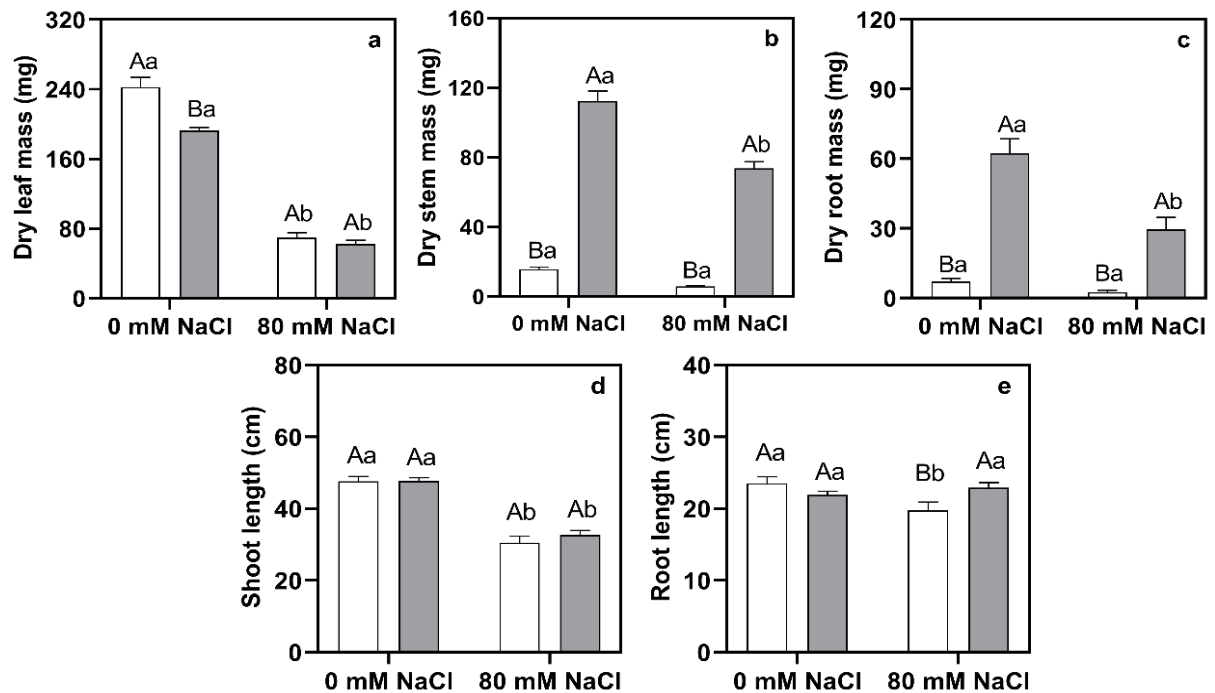 Dry leaf mass (mg)
320
240
160
80
0
a
Aa
Ba
Ab
Ab
0 mM NaCl
80 mM NaCl
Dry stem mass (mg)
160
120
80
40
0
b
Ba
Aa
Ba
Ab
0 mM NaCl
80 mM NaCl
Dry root mass (mg)
120
90
60
30
0
c
Ba
Aa
Ba
Ab
0 mM NaCl
80 mM NaCl
Shoot length (cm)
80
60
40
20
0
d
Aa
Aa
Ab
Ab
0 mM NaCl
80 mM NaCl
Root length (cm)
40
30
20
10
0
e
Aa
Aa
Bb
Aa
0 mM NaCl
80 mM NaCl